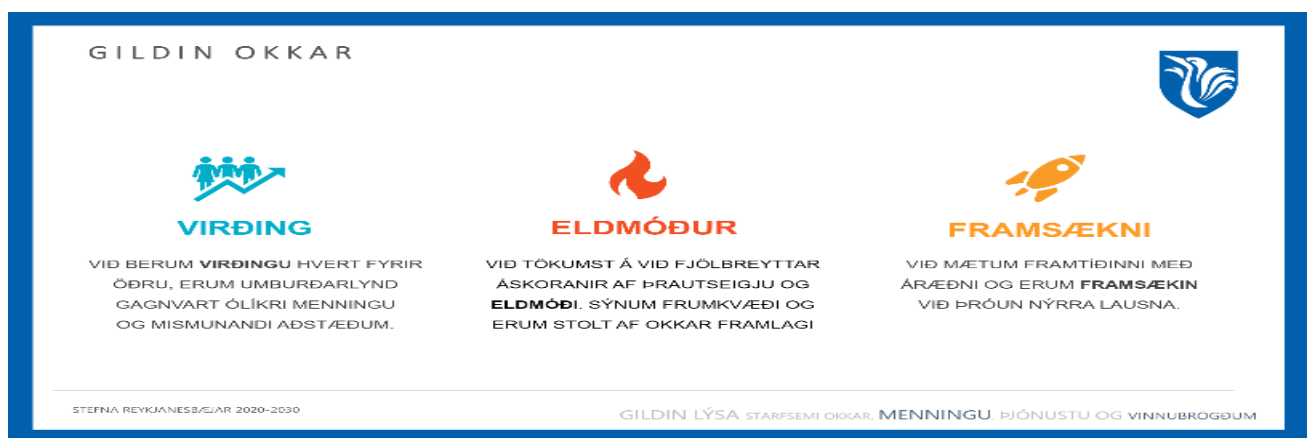 GILDIN OKKAR
VIRÐING
VIÐ BERUM VIRÐINGU HVERT FYRIR
ÖÐRU, ERUM UMBURÐARLYND
GAGNVART ÓLÍKRI MENNINGU
OG MISMUNANDI AÐSTÆÐUM.
ELDMÓÐUR
VIÐ TÖKUMST Á VIÐ FJÖLBREYTTAR
ÁSKORANIR AF ÞRAUTSEIGJU OG
ELDMÓÐI. SÝNUM FRUMKVÆÐI OG
ERUM STOLT AF OKKAR FRAMLAGI
FRAMSÆKNI
VIÐ MÆTUM FRAMTÍÐINNI MEÐ
ÁRÆÐNI OG ERUM FRAMSÆKIN
VIÐ ÞRÓUN NÝRRA LAUSNA.
STEFNA REYKJANESBÆJAR 2020-2030
GILDIN LÝSA STARFSEMI OKKAR, MENNINGU, ÞJÓNUSTU OG VINNUBRÖGÐUM